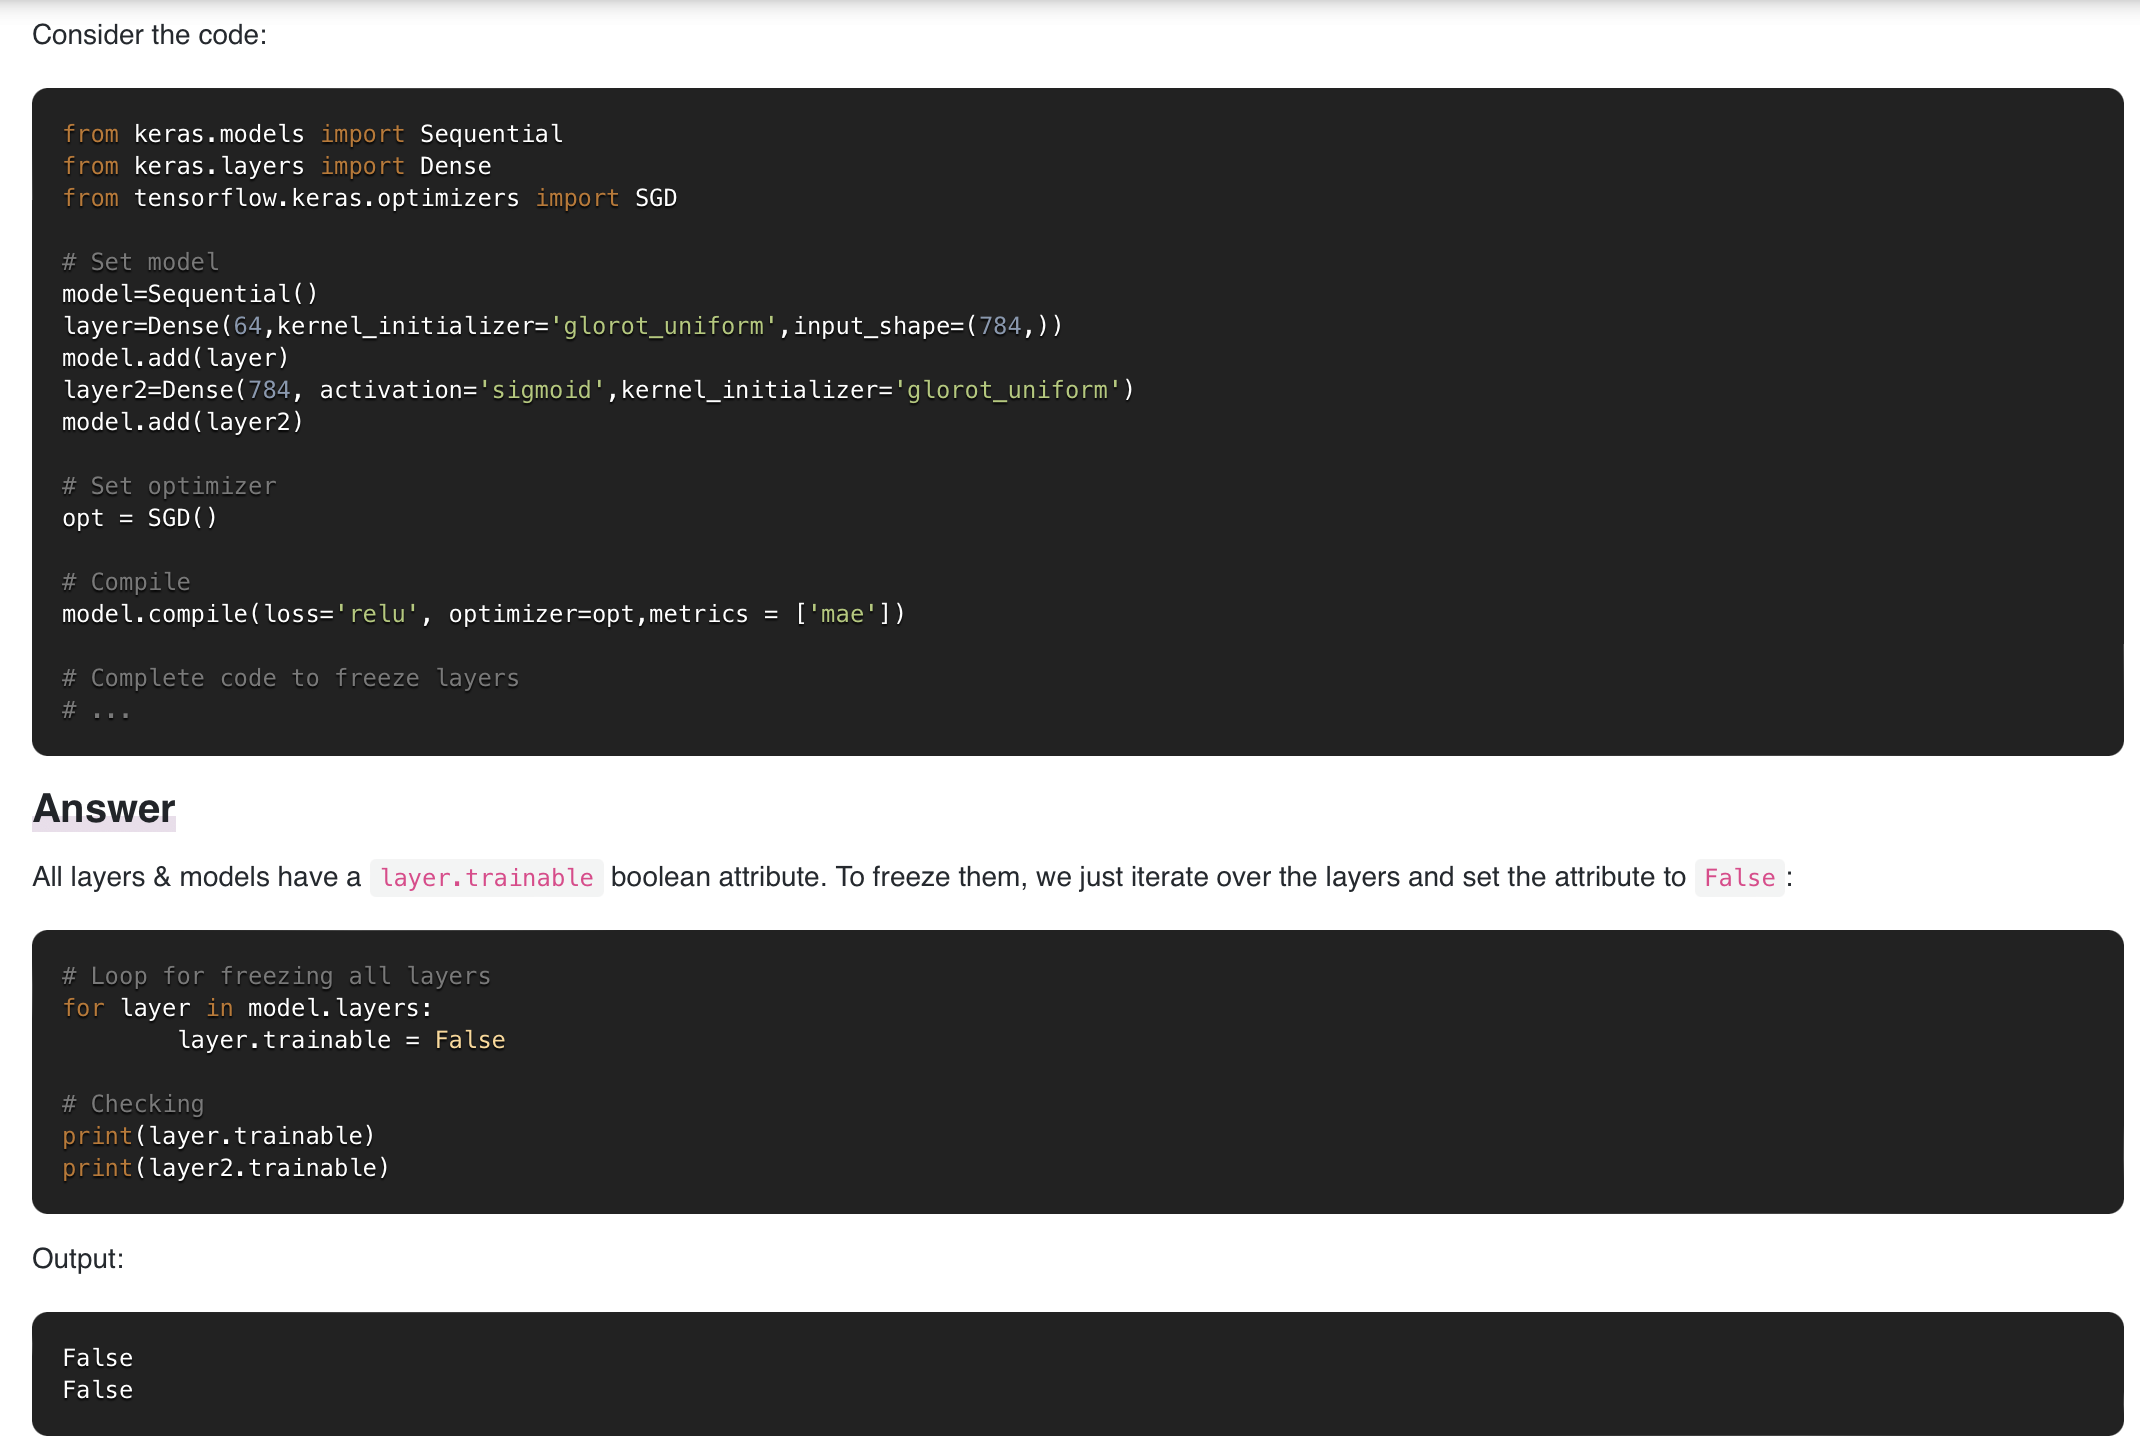 Consider the code:
from keras.models import Sequential
from keras.layers import Dense
from tensorflow.keras.optimizers import SGD
# Set model
model=Sequential()
layer=Dense(64,kernel_initializer='glorot_uniform',input_shape=(784,))
model.add(layer)
layer2=Dense(784, activation='sigmoid',kernel_initializer='glorot_uniform')
model.add(layer2)
# Set optimizer
opt = SGD()
# Compile
model.compile(loss='relu', optimizer=opt,metrics = ['mae'])
# Complete code to freeze layers
# ...
Answer
All layers & models have a layer.trainable boolean attribute. To freeze them, we just iterate over the layers and set the attribute to False:
# Loop for freezing all layers
for layer in model.layers:
        layer.trainable = False
# Checking
print(layer.trainable)
print(layer2.trainable)
Output:
False
False